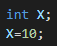 int X;
X=10;